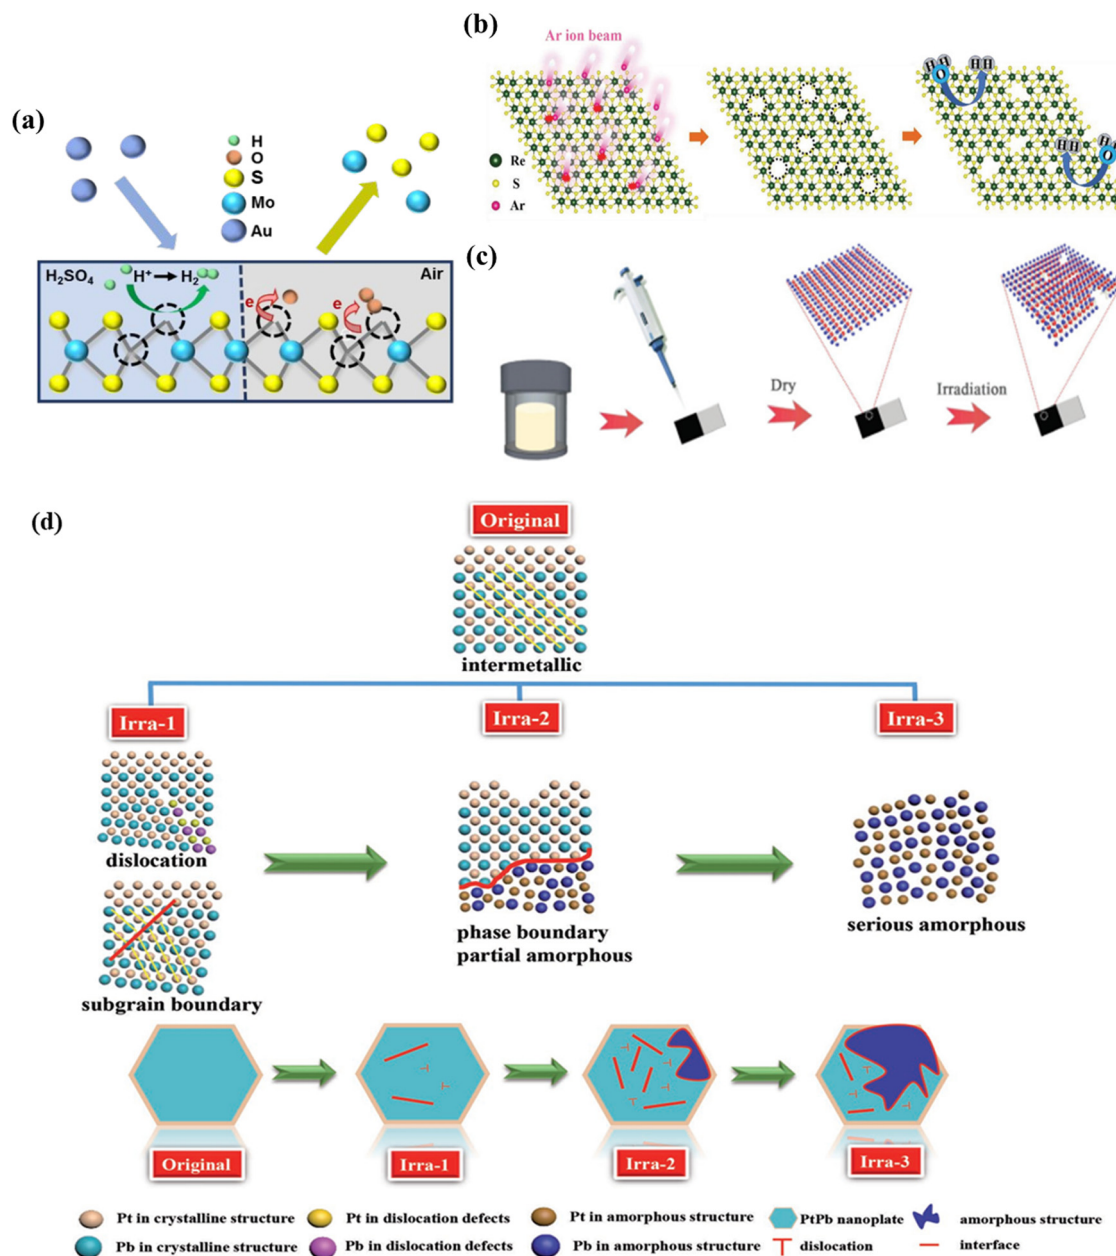 (a)
H
O
S
Mo
Au
H2SO4
H+ → H2
Air
e
e
(b)
Ar ion beam
Re
S
Ar
H H
O
H H
H H
H
O
(c)
Dry
Irradiation
(d)
Original
intermetallic
Irra-1
Irra-2
Irra-3
dislocation
subgrain boundary
phase boundary
partial amorphous
serious amorphous
Original
Irra-1
Irra-2
Irra-3
Pt in crystalline structure
Pt in dislocation defects
Pt in amorphous structure
PtPb nanoplate
amorphous structure
Pb in crystalline structure
Pb in dislocation defects
Pb in amorphous structure
dislocation
interface